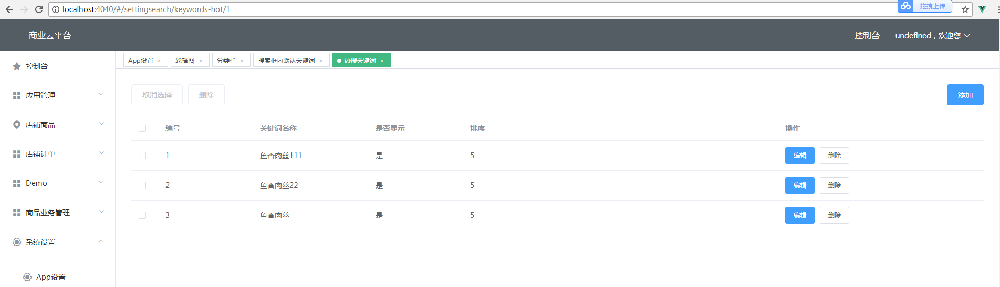 localhost:4040/#/settingsearch/keywords-hot/1
拖拽上传
商业云平台
控制台
undefined，欢迎您
控制台
应用管理
店铺商品
店铺订单
Demo
商品业务管理
系统设置
App设置
App设置 ×
轮播图 ×
分类栏 ×
搜索框内默认关键词 ×
热搜关键词 ×
取消选择
删除
添加
编号 关键词名称 是否显示 排序 操作
1 鱼香肉丝111 是 5 编辑 删除
2 鱼香肉丝22 是 5 编辑 删除
3 鱼香肉丝 是 5 编辑 删除